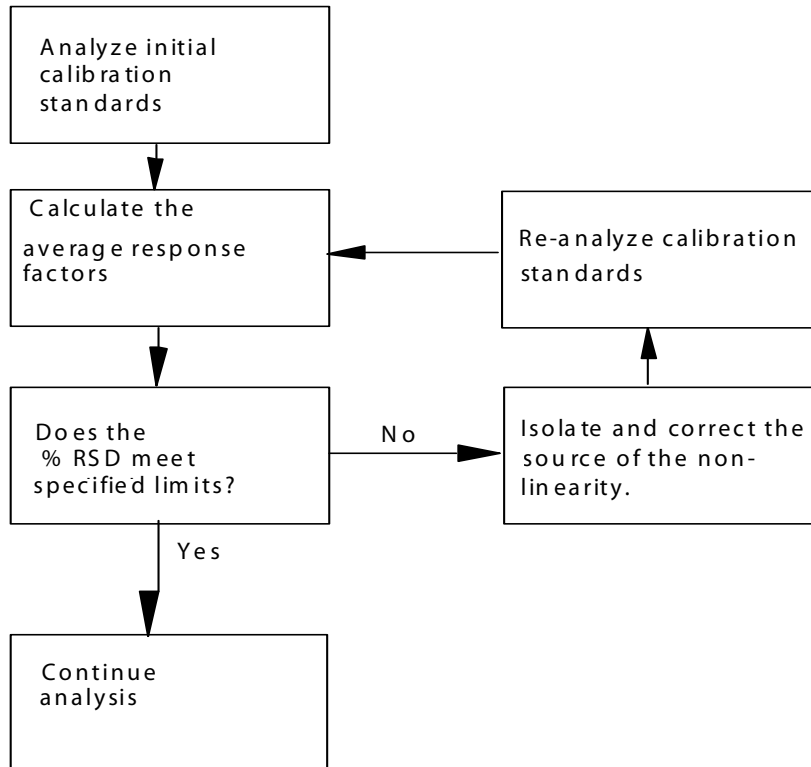 Analyze initial
calibration
standards
Calculate the
average response
factors
Re-analyze calibration
standards
Does the
% RSD meet
specified limits?
No
Isolate and correct the
source of the non-
linearity.
Yes
Continue
analysis